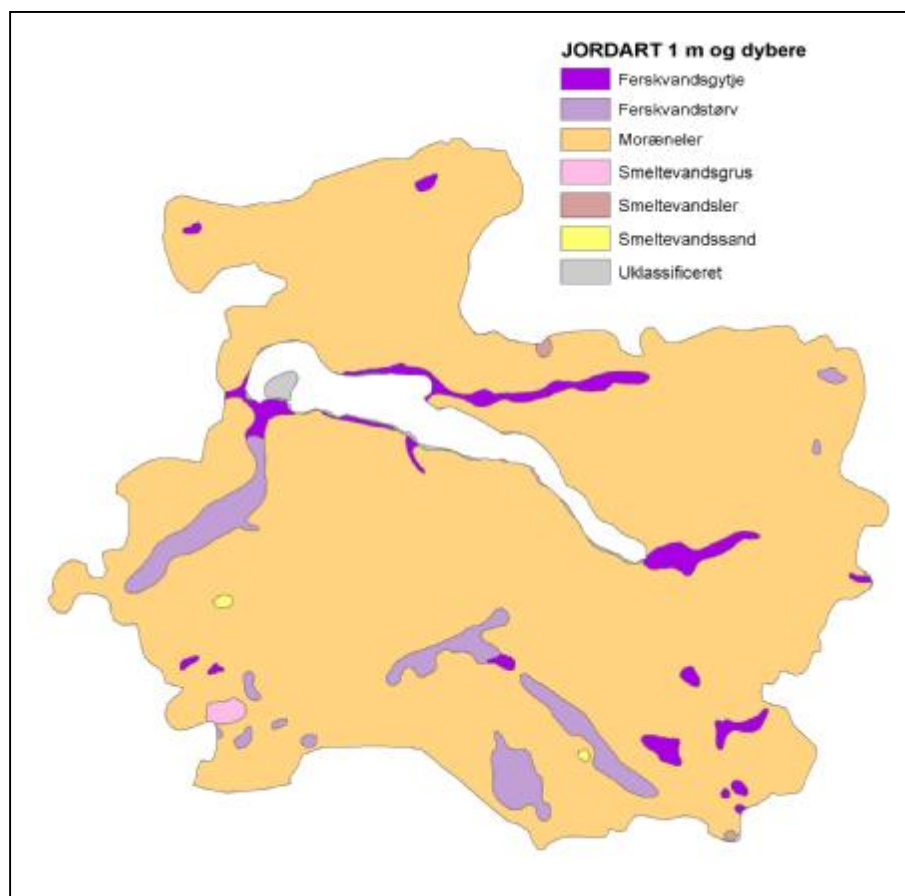 JORDART 1 m og dybere
Ferskvandsgytje
Ferskvandstørv
Moræneler
Smeltevandsgrus
Smeltevandsler
Smeltevandssand
Uklassificeret